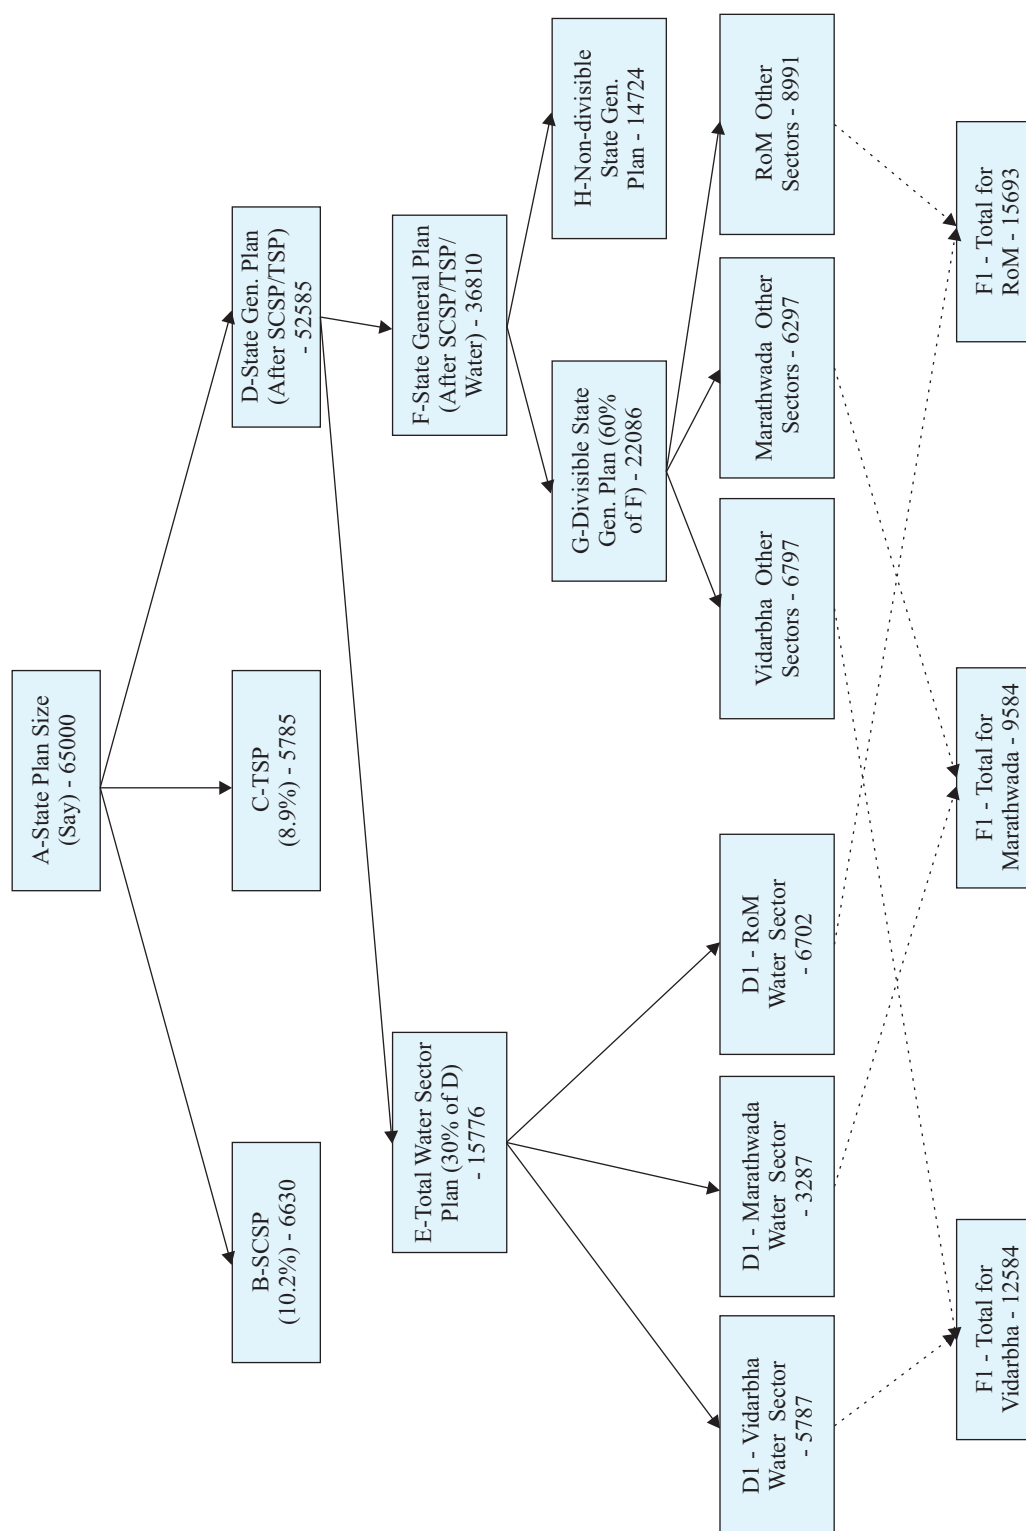 A-State Plan Size
(Say) - 65000
B-SCSP
(10.2%) - 6630
C-TSP
(8.9%) - 5785
D-State Gen. Plan
(After SCSP/TSP)
- 52585
E-Total Water Sector
Plan (30% of D)
- 15776
F-State General Plan
(After SCSP/TSP/
Water) - 36810
G-Divisible State
Gen. Plan (60%
of F) - 22086
H-Non-divisible
State Gen.
Plan - 14724
D1 - Vidarbha
Water Sector
- 5787
D1 - Marathwada
Water Sector
- 3287
D1 - RoM
Water Sector
- 6702
Vidarbha Other
Sectors - 6797
Marathwada Other
Sectors - 6297
RoM Other
Sectors - 8991
F1 - Total for
Vidarbha - 12584
F1 - Total for
Marathwada - 9584
F1 - Total for
RoM - 15693